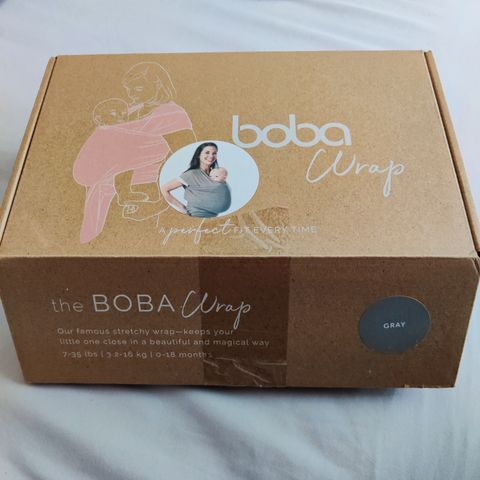 boba
Wrap
A perfect FIT EVERY TIME
the BOBA Wrap
Our famous stretchy wrap—keeps your
little one close in a beautiful and magical way
7-35 lbs | 3.2-16 kg | 0-18 months
GRAY